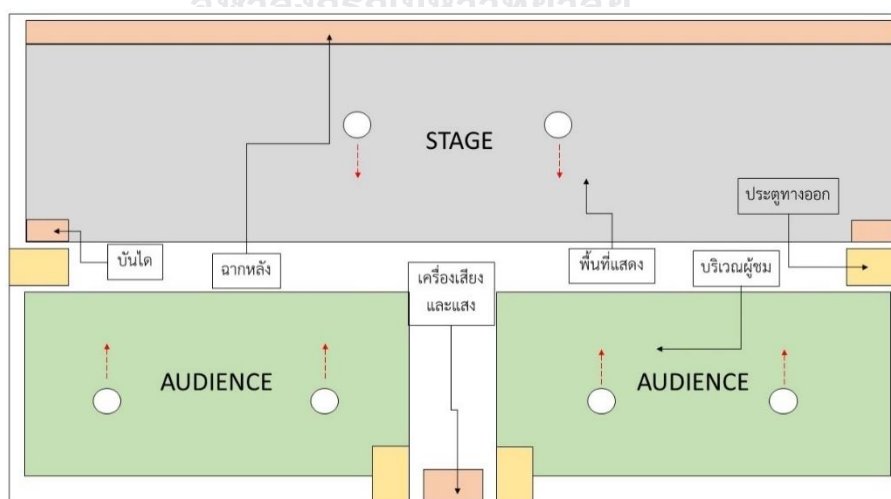 STAGE
ประตูทางออก
บันได
ฉากหลัง
เครื่องเสียง
และแสง
พื้นที่แสดง
บริเวณผู้ชม
AUDIENCE
AUDIENCE